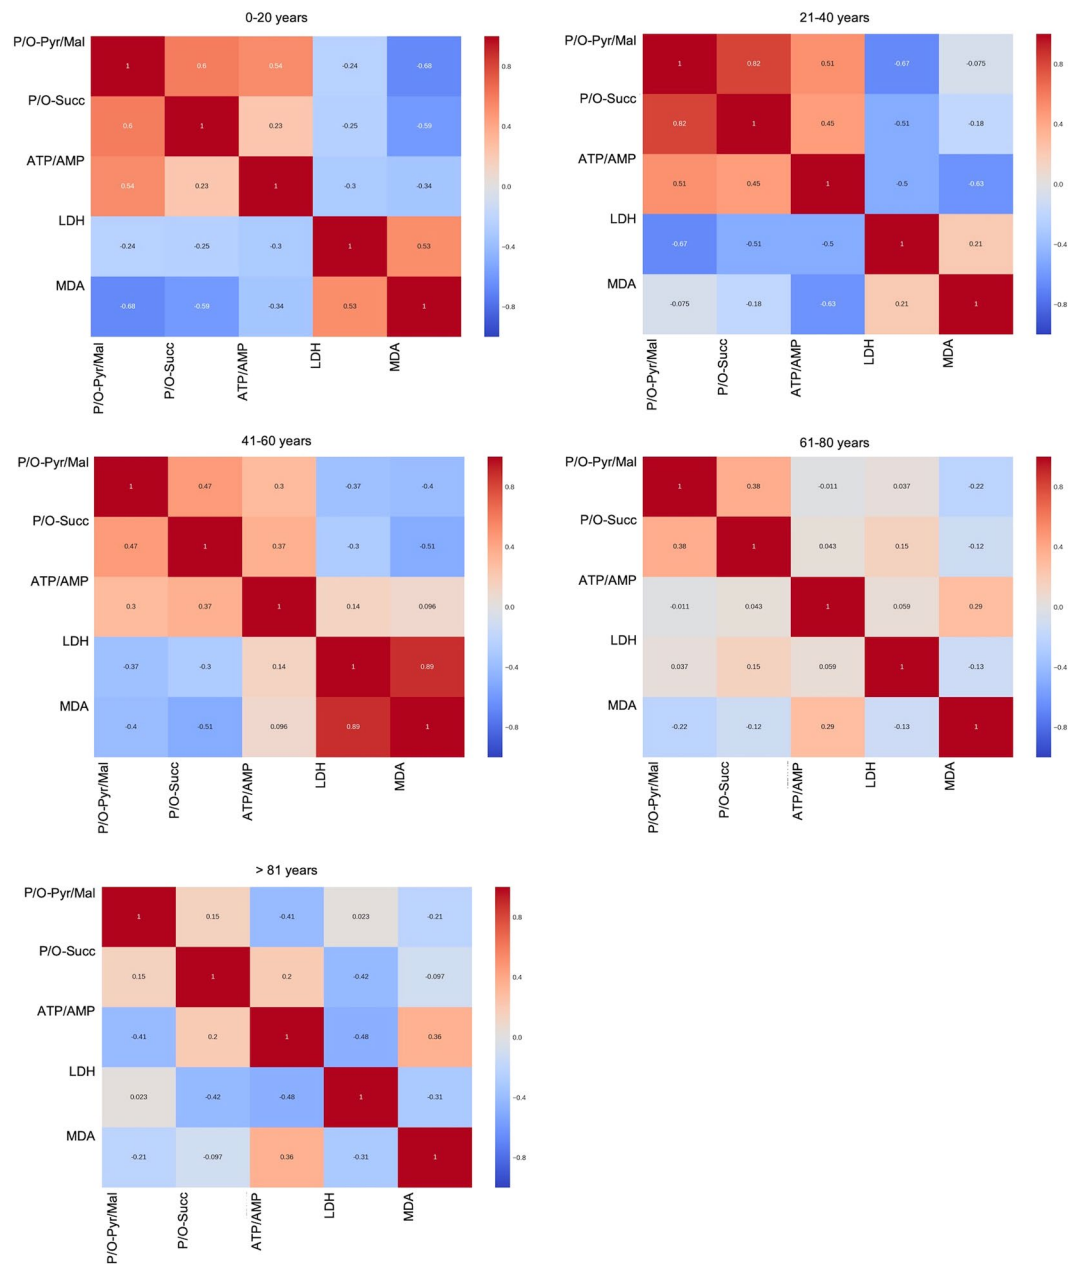 0-20 years
P/O-Pyr/Mal
1 0.6 0.54 -0.24 -0.68
P/O-Succ
0.6 1 0.23 -0.25 -0.59
ATP/AMP
0.54 0.23 1 -0.3 -0.34
LDH
-0.24 -0.25 -0.3 1 0.53
MDA
-0.68 -0.59 -0.34 0.53 1
P/O-Pyr/Mal P/O-Succ ATP/AMP LDH MDA
0.8
0.4
0.0
−0.4
−0.8
21-40 years
P/O-Pyr/Mal
1 0.82 0.51 -0.67 -0.075
P/O-Succ
0.82 1 0.45 -0.51 -0.18
ATP/AMP
0.51 0.45 1 -0.5 -0.63
LDH
-0.67 -0.51 -0.5 1 0.21
MDA
-0.075 -0.18 -0.63 0.21 1
P/O-Pyr/Mal P/O-Succ ATP/AMP LDH MDA
0.8
0.4
0.0
−0.4
−0.8
41-60 years
P/O-Pyr/Mal
1 0.47 0.3 -0.37 -0.4
P/O-Succ
0.47 1 0.37 -0.3 -0.51
ATP/AMP
0.3 0.37 1 0.14 0.096
LDH
-0.37 -0.3 0.14 1 0.89
MDA
-0.4 -0.51 0.096 0.89 1
P/O-Pyr/Mal P/O-Succ ATP/AMP LDH MDA
0.8
0.4
0.0
−0.4
−0.8
61-80 years
P/O-Pyr/Mal
1 0.38 -0.011 0.037 -0.22
P/O-Succ
0.38 1 0.043 0.15 -0.12
ATP/AMP
-0.011 0.043 1 0.059 0.29
LDH
0.037 0.15 0.059 1 -0.13
MDA
-0.22 -0.12 0.29 -0.13 1
P/O-Pyr/Mal P/O-Succ ATP/AMP LDH MDA
0.8
0.4
0.0
−0.4
−0.8
> 81 years
P/O-Pyr/Mal
1 0.15 -0.41 0.023 -0.21
P/O-Succ
0.15 1 0.2 -0.42 -0.097
ATP/AMP
-0.41 0.2 1 -0.48 0.36
LDH
0.023 -0.42 -0.48 1 -0.31
MDA
-0.21 -0.097 0.36 -0.31 1
P/O-Pyr/Mal P/O-Succ ATP/AMP LDH MDA
0.8
0.4
0.0
−0.4
−0.8